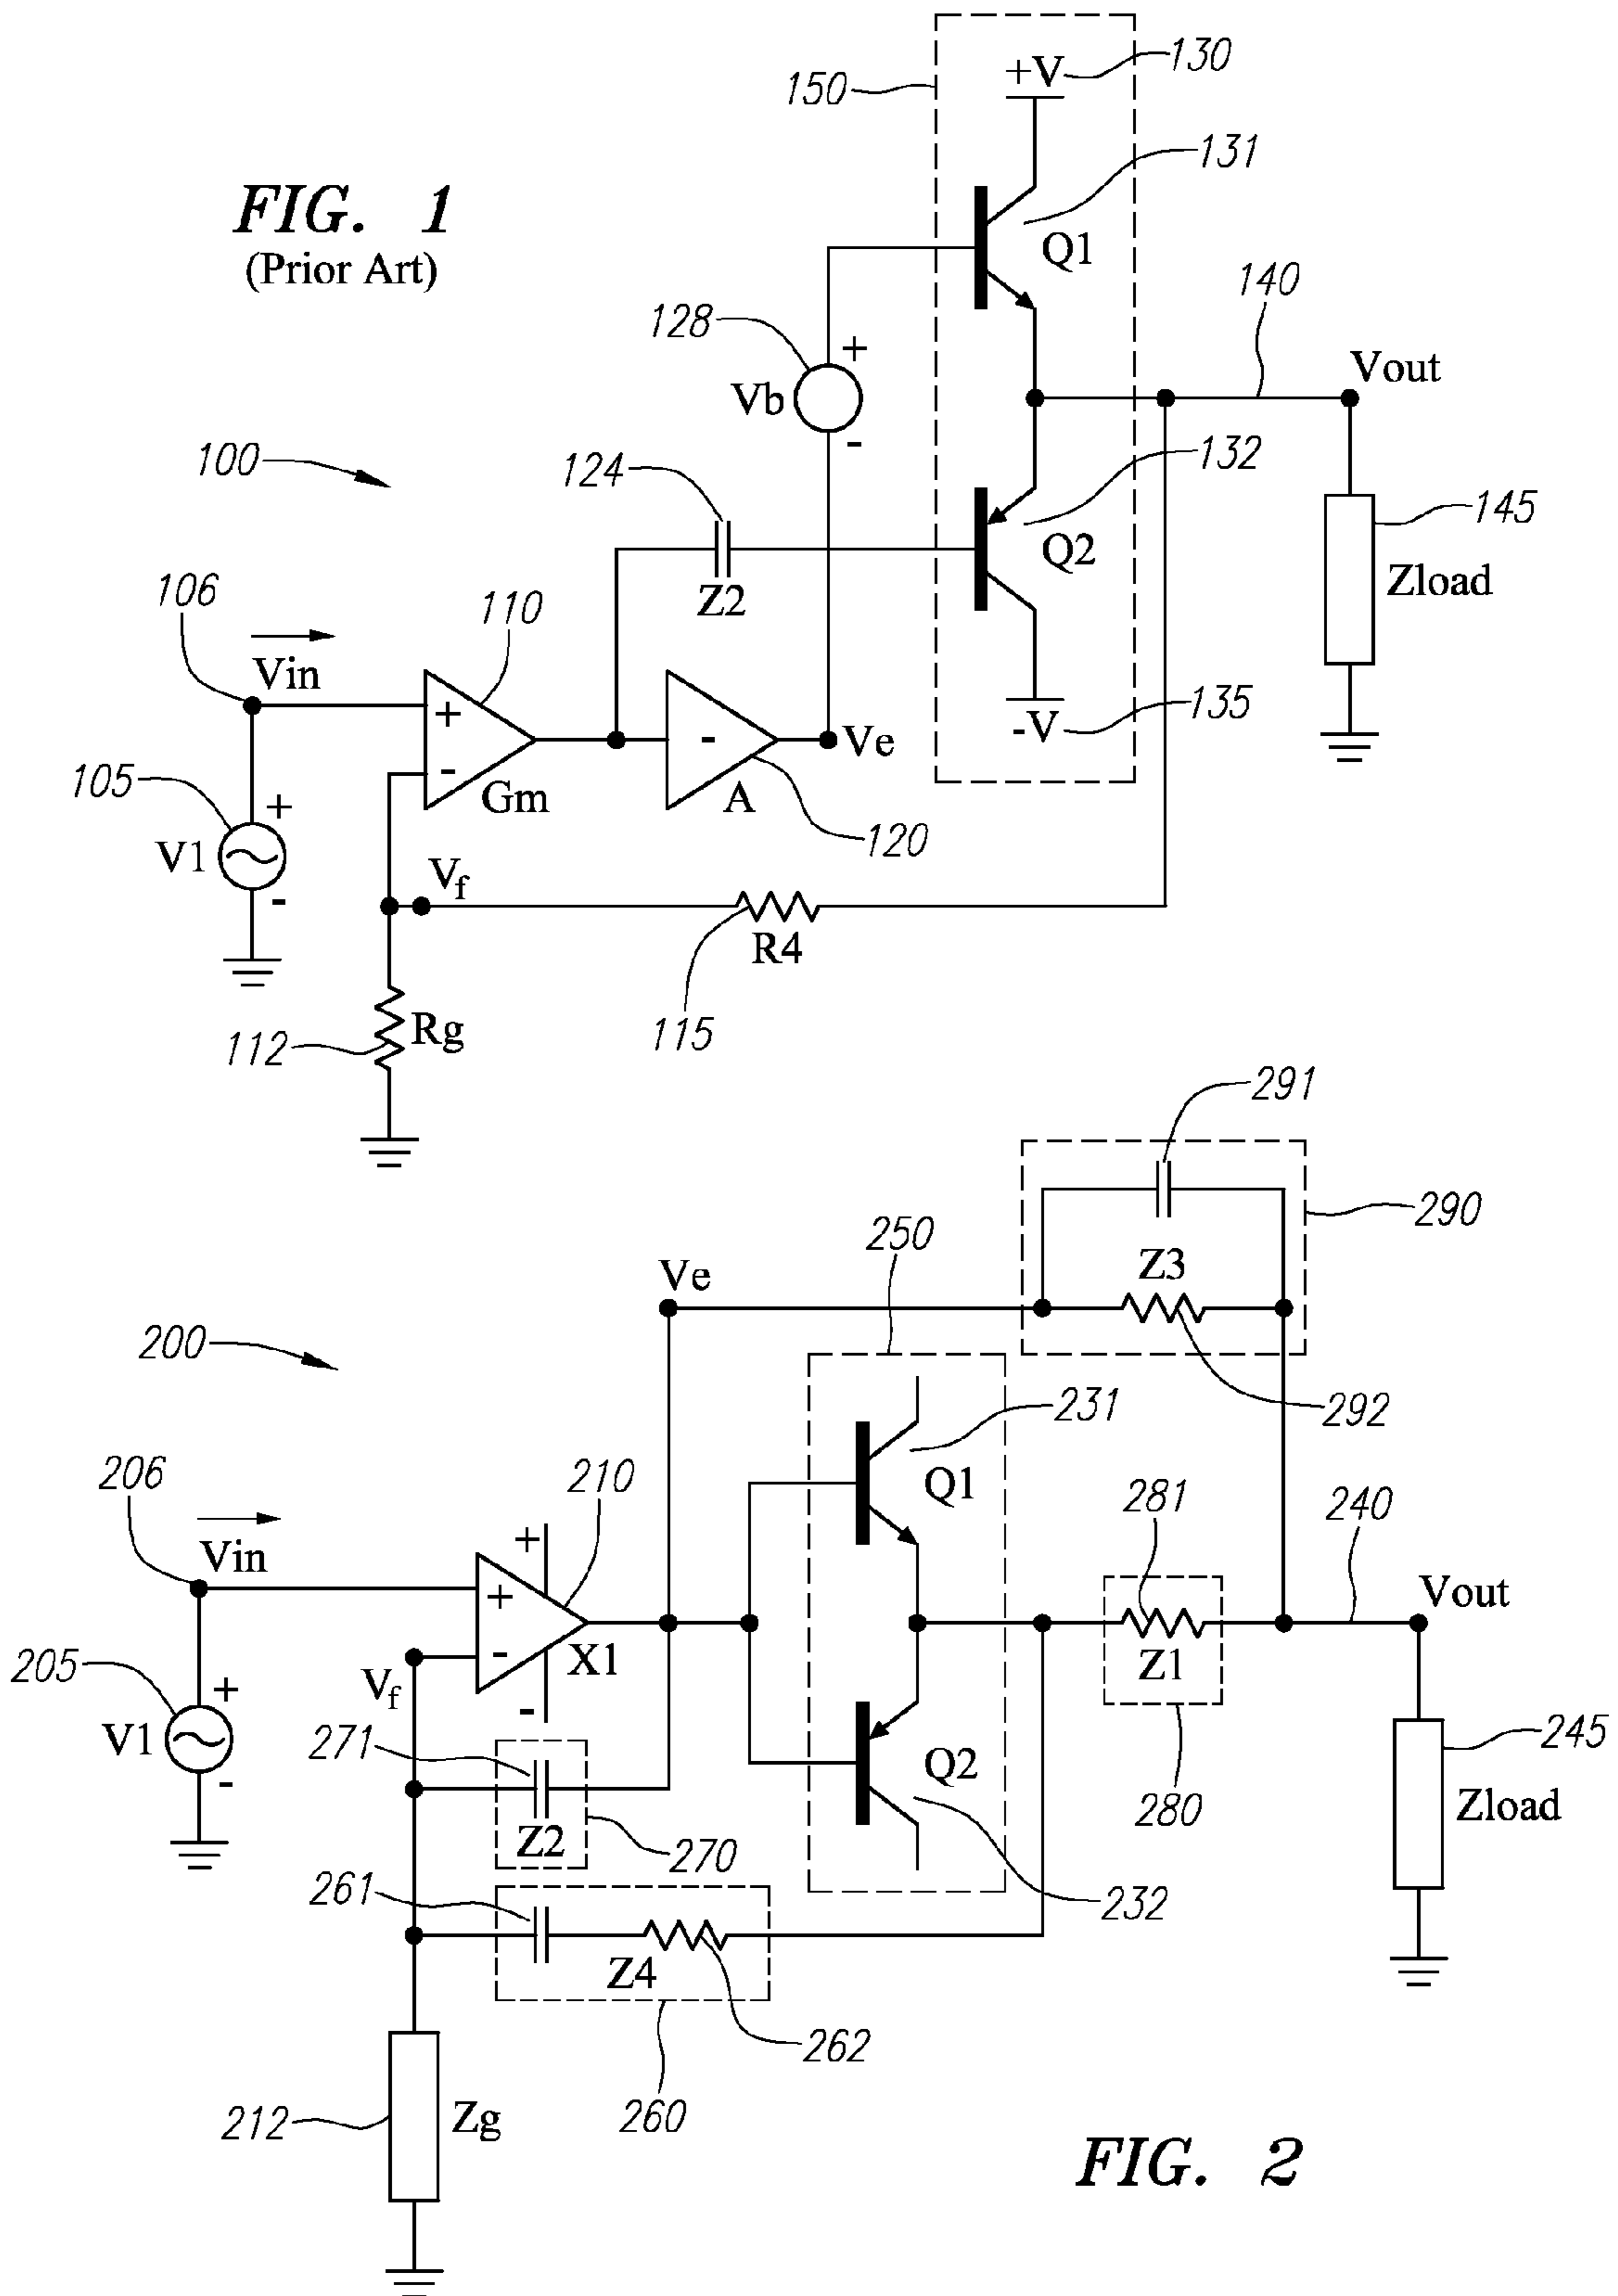 FIG. 1
(Prior Art)
100
150
+V
130
131
Q1
128
+
Vb
-
140
Vout
124
Z2
132
Q2
145
Zload
-V
135
106
Vin
110
+
-
Gm
-
A
120
Ve
105
+
V1
-
Vf
R4
115
112
Rg
291
290
Z3
292
250
Ve
200
231
Q1
206
Vin
210
+
+
-
-
X1
281
Z1
280
240
Vout
205
+
V1
-
Vf
271
Z2
270
Q2
232
245
Zload
261
Z4
262
260
212
Zg
FIG. 2